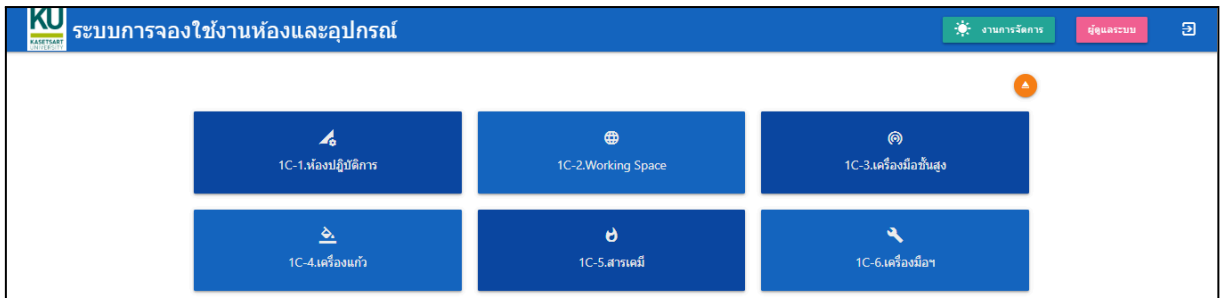 KU
KASETSART
UNIVERSITY
ระบบการจองใช้งานห้องและอุปกรณ์
งานการจัดการ
ผู้ดูแลระบบ
1C-1.ห้องปฏิบัติการ
1C-2.Working Space
1C-3.เครื่องมือชั้นสูง
1C-4.เครื่องแก้ว
1C-5.สารเคมี
1C-6.เครื่องมือฯ